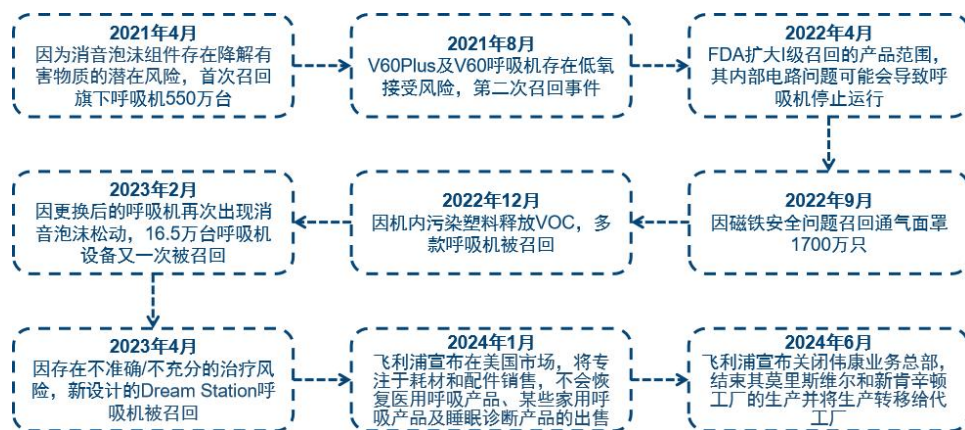 2021年4月
因为消音泡沫组件存在降解有
害物质的潜在风险，首次召回
旗下呼吸机550万台
2021年8月
V60Plus及V60呼吸机存在低氧
接受风险，第二次召回事件
2022年4月
FDA扩大I级召回的产品范围，
其内部电路问题可能会导致呼
吸机停止运行
2022年9月
因磁铁安全问题召回通气面罩
1700万只
2022年12月
因机内污染塑料释放VOC，多
款呼吸机被召回
2023年2月
因更换后的呼吸机再次出现消
音泡沫松动，16.5万台呼吸机
设备又一次被召回
2023年4月
因存在不准确/不充分的治疗风
险，新设计的Dream Station呼
吸机被召回
2024年1月
飞利浦宣布在美国市场，将专
注于耗材和配件销售，不会恢
复医用呼吸产品、某些家用呼
吸产品及睡眠诊断产品的出售
2024年6月
飞利浦宣布关闭伟康业务总部，
结束其莫里斯维尔和新肯辛顿
工厂的生产并将生产转移给代
工厂